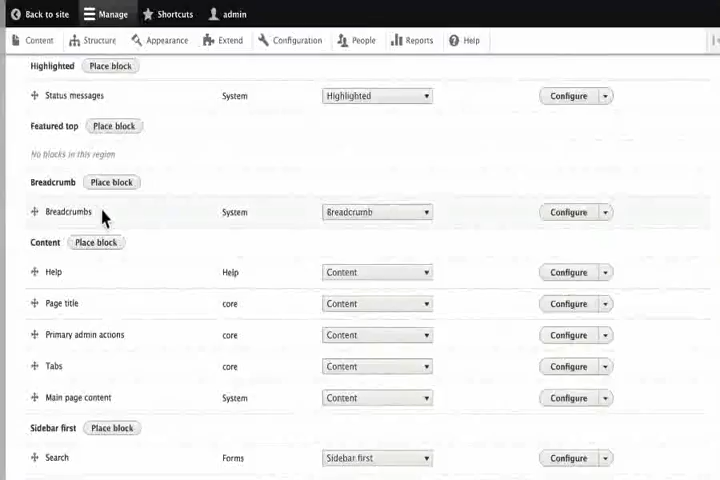 Back to site Manage Shortcuts admin
Content Structure Appearance Extend Configuration People Reports Help
Highlighted Place block
Status messages System Highlighted Configure
Featured top Place block
No blocks in this region
Breadcrumb Place block
Breadcrumbs System Breadcrumb Configure
Content Place block
Help Help Content Configure
Page title core Content Configure
Primary admin actions core Content Configure
Tabs core Content Configure
Main page content System Content Configure
Sidebar first Place block
Search Forms Sidebar first Configure